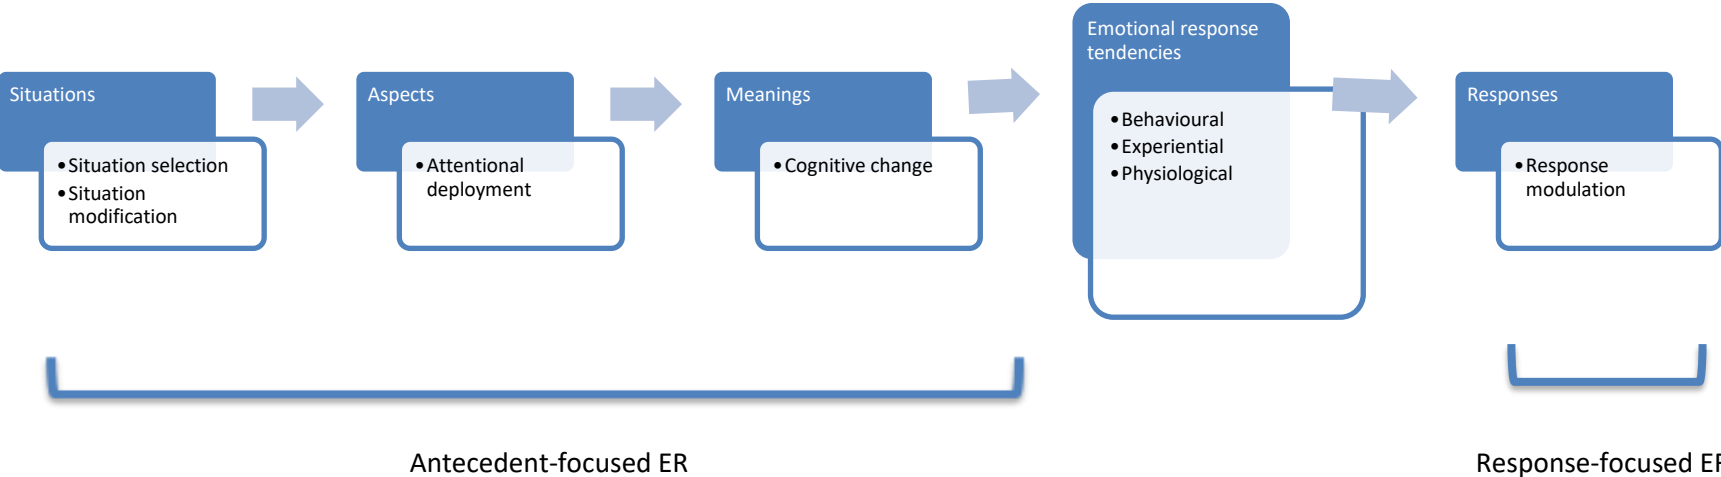 Situations
• Situation selection
• Situation
modification
Aspects
• Attentional
deployment
Meanings
• Cognitive change
Emotional response
tendencies
• Behavioural
• Experiential
• Physiological
Responses
• Response
modulation
Antecedent-focused ER
Response-focused ER